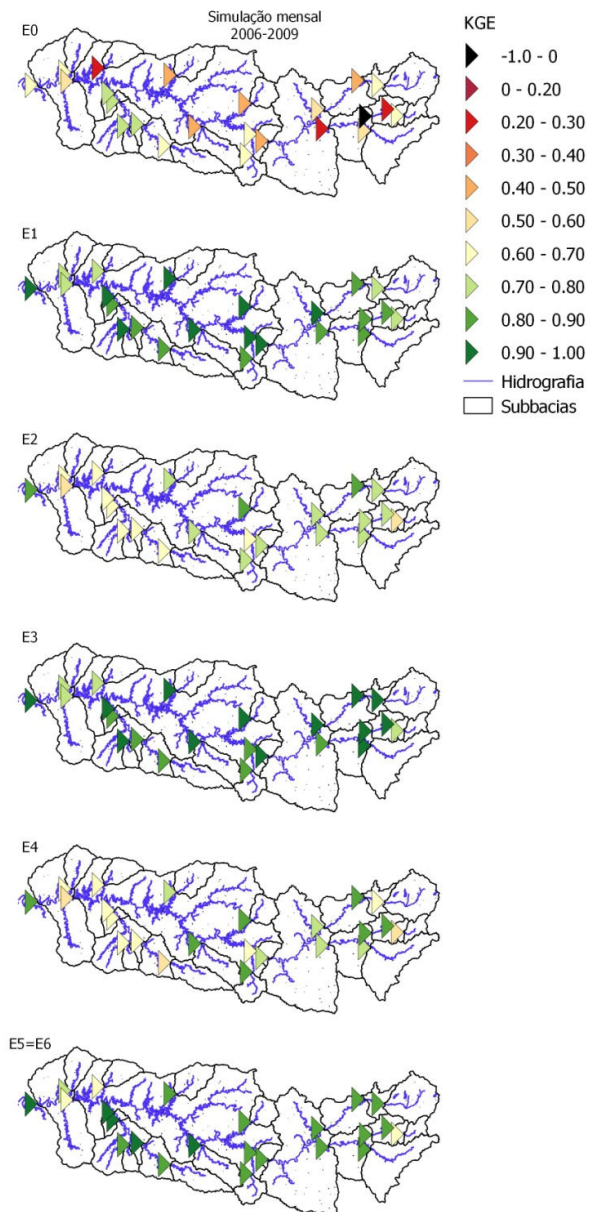 Simulação mensal
2006-2009
E0
E1
E2
E3
E4
E5=E6
KGE
-1.0 - 0
0 - 0.20
0.20 - 0.30
0.30 - 0.40
0.40 - 0.50
0.50 - 0.60
0.60 - 0.70
0.70 - 0.80
0.80 - 0.90
0.90 - 1.00
Hidrografia
Subbacias